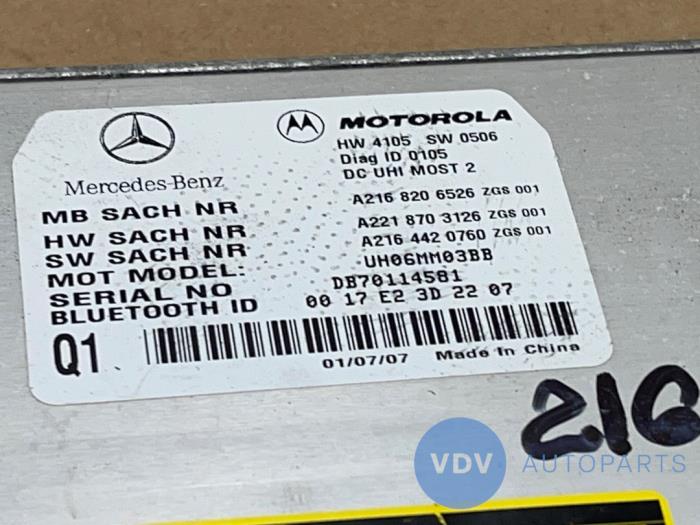 MOTOROLA
HW 4105 SW 0506
Diag ID 0105
DC UHI MOST 2
Mercedes-Benz
MB SACH NR A216 820 6526 ZGS 001
HW SACH NR A221 870 3126 ZGS 001
SW SACH NR A216 442 0760 ZGS 001
MOT MODEL: UH06MM03BB
SERIAL NO DB70114581
BLUETOOTH ID 00 17 E2 3D 22 07
Q1
01/07/07 Made In China
216
VDV AUTOPARTS